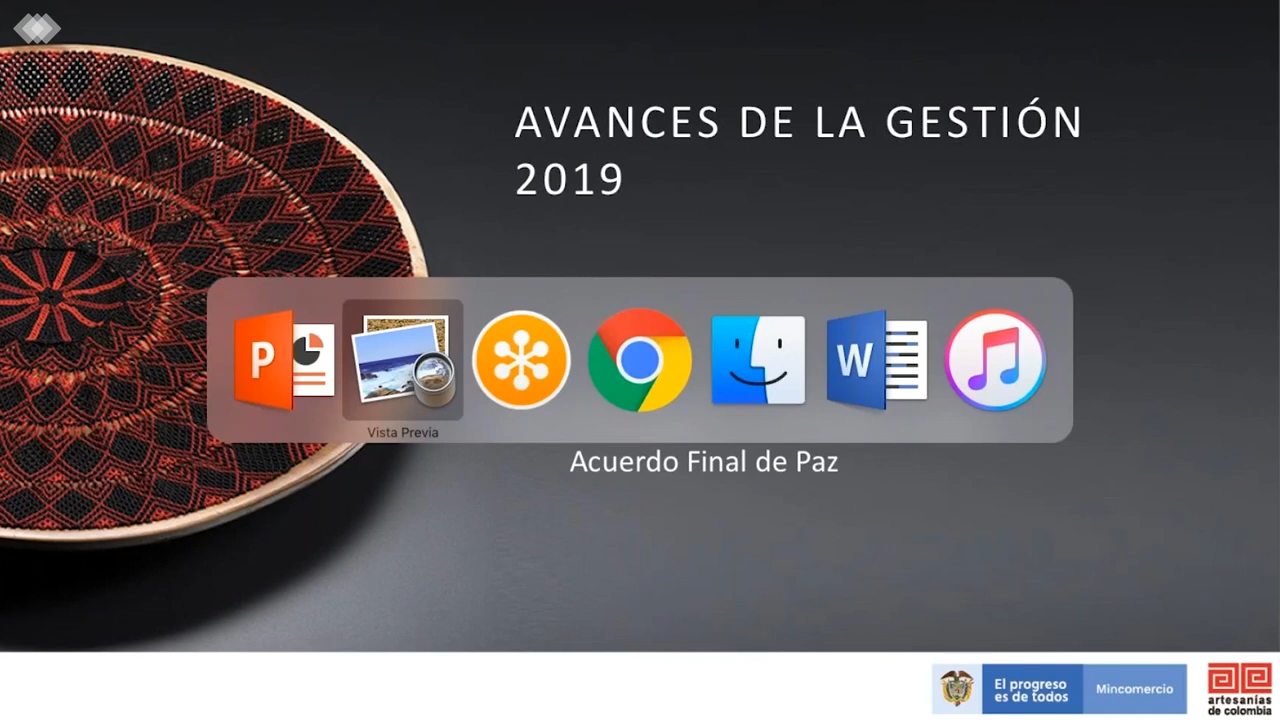 AVANCES DE LA GESTIÓN
2019
P
W
Vista Previa
Acuerdo Final de Paz
El progreso
es de todos
Mincomercio
artesanías
de colombia